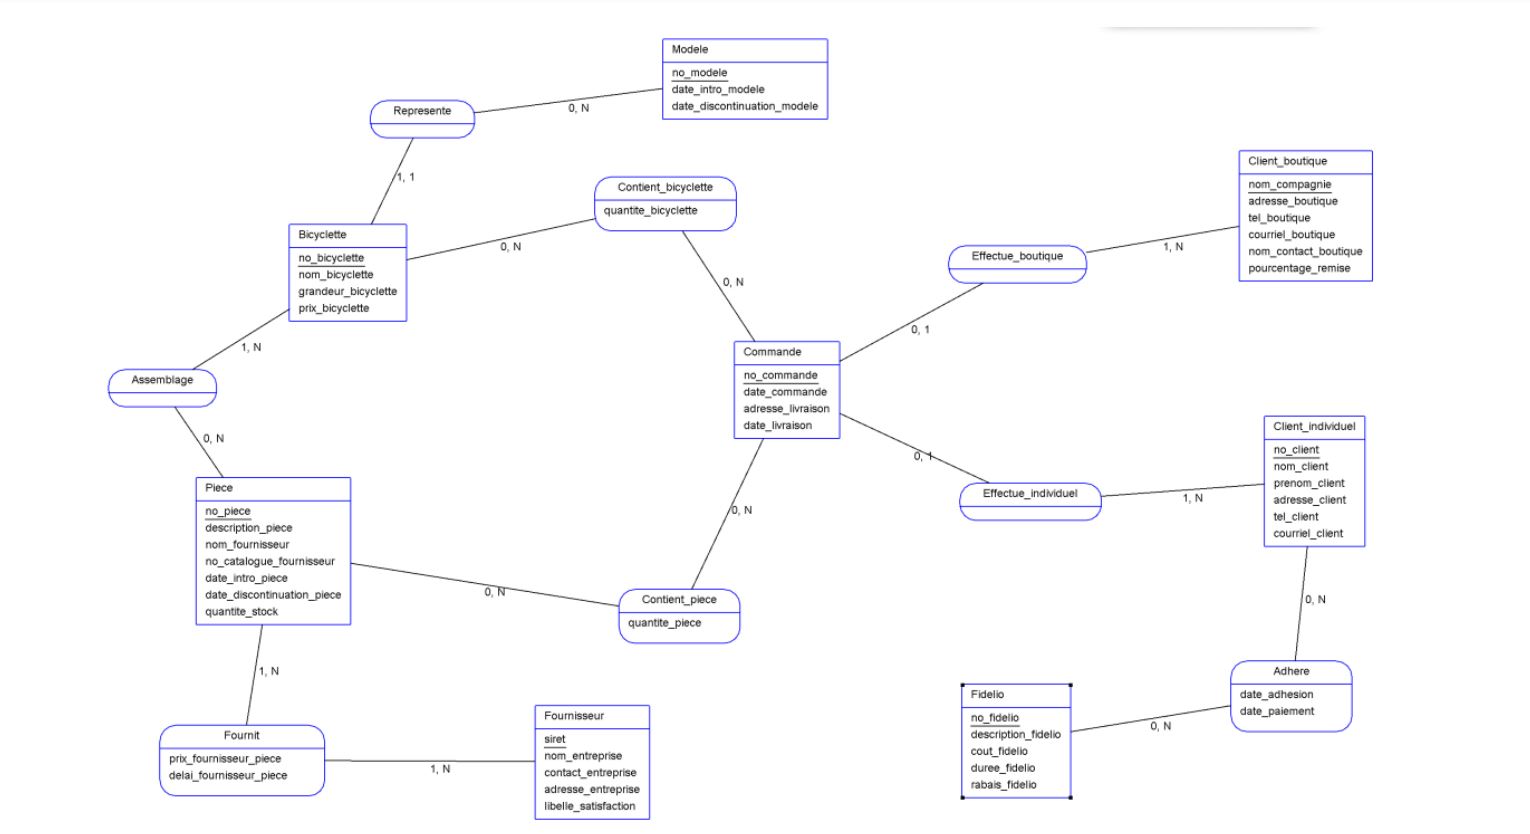 Modele
no_modele
date_intro_modele
date_discontinuation_modele
Represente
0, N
1, 1
Client_boutique
nom_compagnie
adresse_boutique
tel_boutique
courriel_boutique
nom_contact_boutique
pourcentage_remise
Contient_bicyclette
quantite_bicyclette
Bicyclette
no_bicyclette
nom_bicyclette
grandeur_bicyclette
prix_bicyclette
0, N
0, N
Effectue_boutique
1, N
0, 1
1, N
Assemblage
0, N
Commande
no_commande
date_commande
adresse_livraison
date_livraison
Client_individuel
no_client
nom_client
prenom_client
adresse_client
tel_client
courriel_client
0, 1
Effectue_individuel
1, N
Piece
no_piece
description_piece
nom_fournisseur
no_catalogue_fournisseur
date_intro_piece
date_discontinuation_piece
quantite_stock
0, N
0, N
Contient_piece
quantite_piece
0, N
Adhere
date_adhesion
date_paiement
1, N
Fidelio
no_fidelio
description_fidelio
cout_fidelio
duree_fidelio
rabais_fidelio
0, N
Fournit
prix_fournisseur_piece
delai_fournisseur_piece
1, N
Fournisseur
siret
nom_entreprise
contact_entreprise
adresse_entreprise
libelle_satisfaction